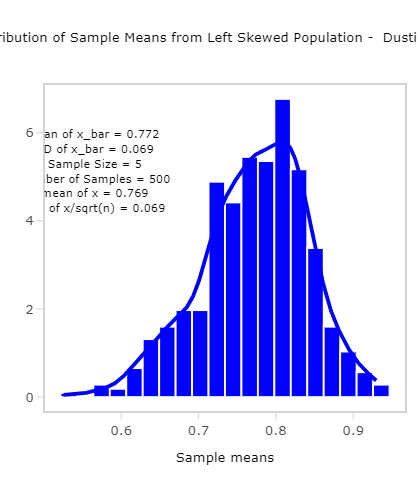 ribution of Sample Means from Left Skewed Population - Dusti
an of x_bar = 0.772
D of x_bar = 0.069
Sample Size = 5
ber of Samples = 500
mean of x = 0.769
of x/sqrt(n) = 0.069
6
4
2
0
0.6 0.7 0.8 0.9
Sample means